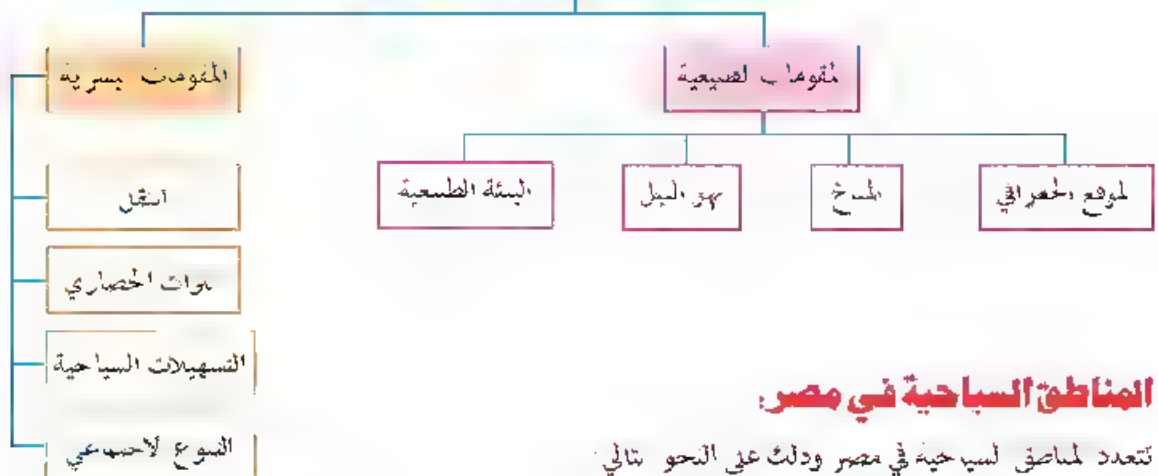 المقومات الطبيعية
المقومات البشرية
الموقع الجغرافي
المناخ
نهر النيل
البيئة الطبيعية
النقل
التراث الحضاري
التسهيلات السياحية
التنوع الاجتماعي
المناطق السياحية في مصر:
تتعدد المناطق السياحية في مصر وذلك على النحو التالي